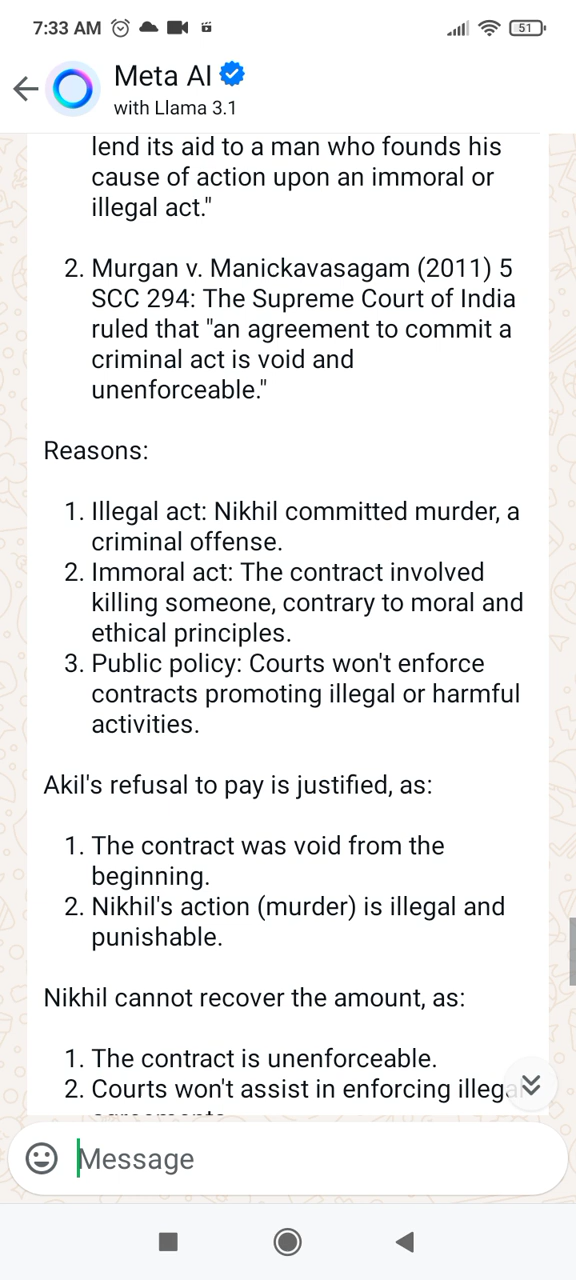 7:33 AM
51
Meta AI
with Llama 3.1
lend its aid to a man who founds his
cause of action upon an immoral or
illegal act."
2. Murgan v. Manickavasagam (2011) 5
SCC 294: The Supreme Court of India
ruled that "an agreement to commit a
criminal act is void and
unenforceable."
Reasons:
1. Illegal act: Nikhil committed murder, a
criminal offense.
2. Immoral act: The contract involved
killing someone, contrary to moral and
ethical principles.
3. Public policy: Courts won't enforce
contracts promoting illegal or harmful
activities.
Akil's refusal to pay is justified, as:
1. The contract was void from the
beginning.
2. Nikhil's action (murder) is illegal and
punishable.
Nikhil cannot recover the amount, as:
1. The contract is unenforceable.
2. Courts won't assist in enforcing illegal
Message